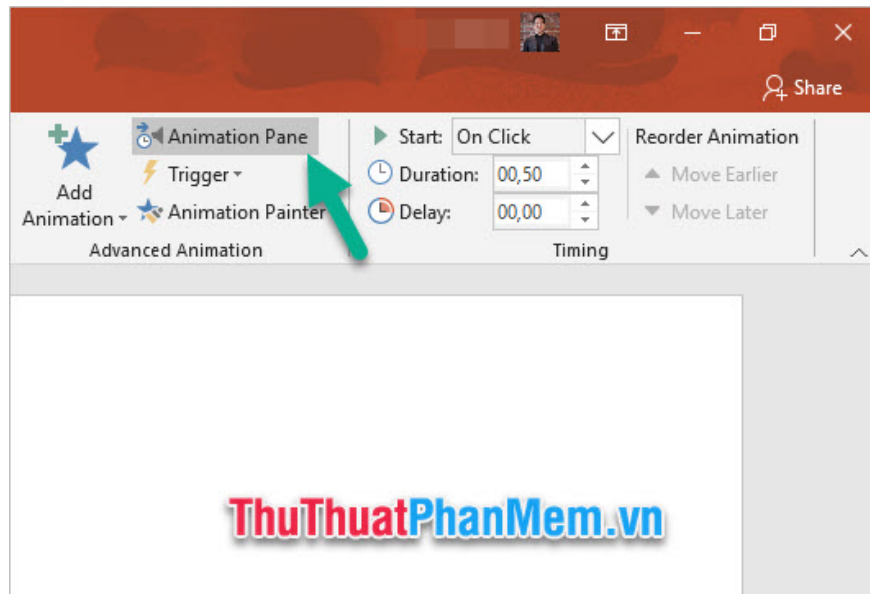 Share
Add Animation
Animation Pane
Trigger
Animation Painter
Advanced Animation
Start: On Click
Duration: 00,50
Delay: 00,00
Timing
Reorder Animation
Move Earlier
Move Later
ThuThuatPhanMem.vn